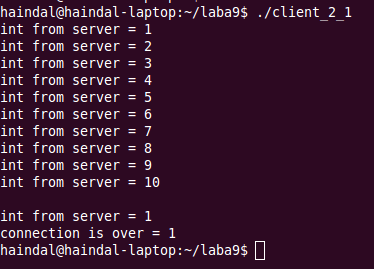 haindal@haindal-laptop:~/laba9$ ./client_2_1
int from server = 1
int from server = 2
int from server = 3
int from server = 4
int from server = 5
int from server = 6
int from server = 7
int from server = 8
int from server = 9
int from server = 10
int from server = 1
connection is over = 1
haindal@haindal-laptop:~/laba9$